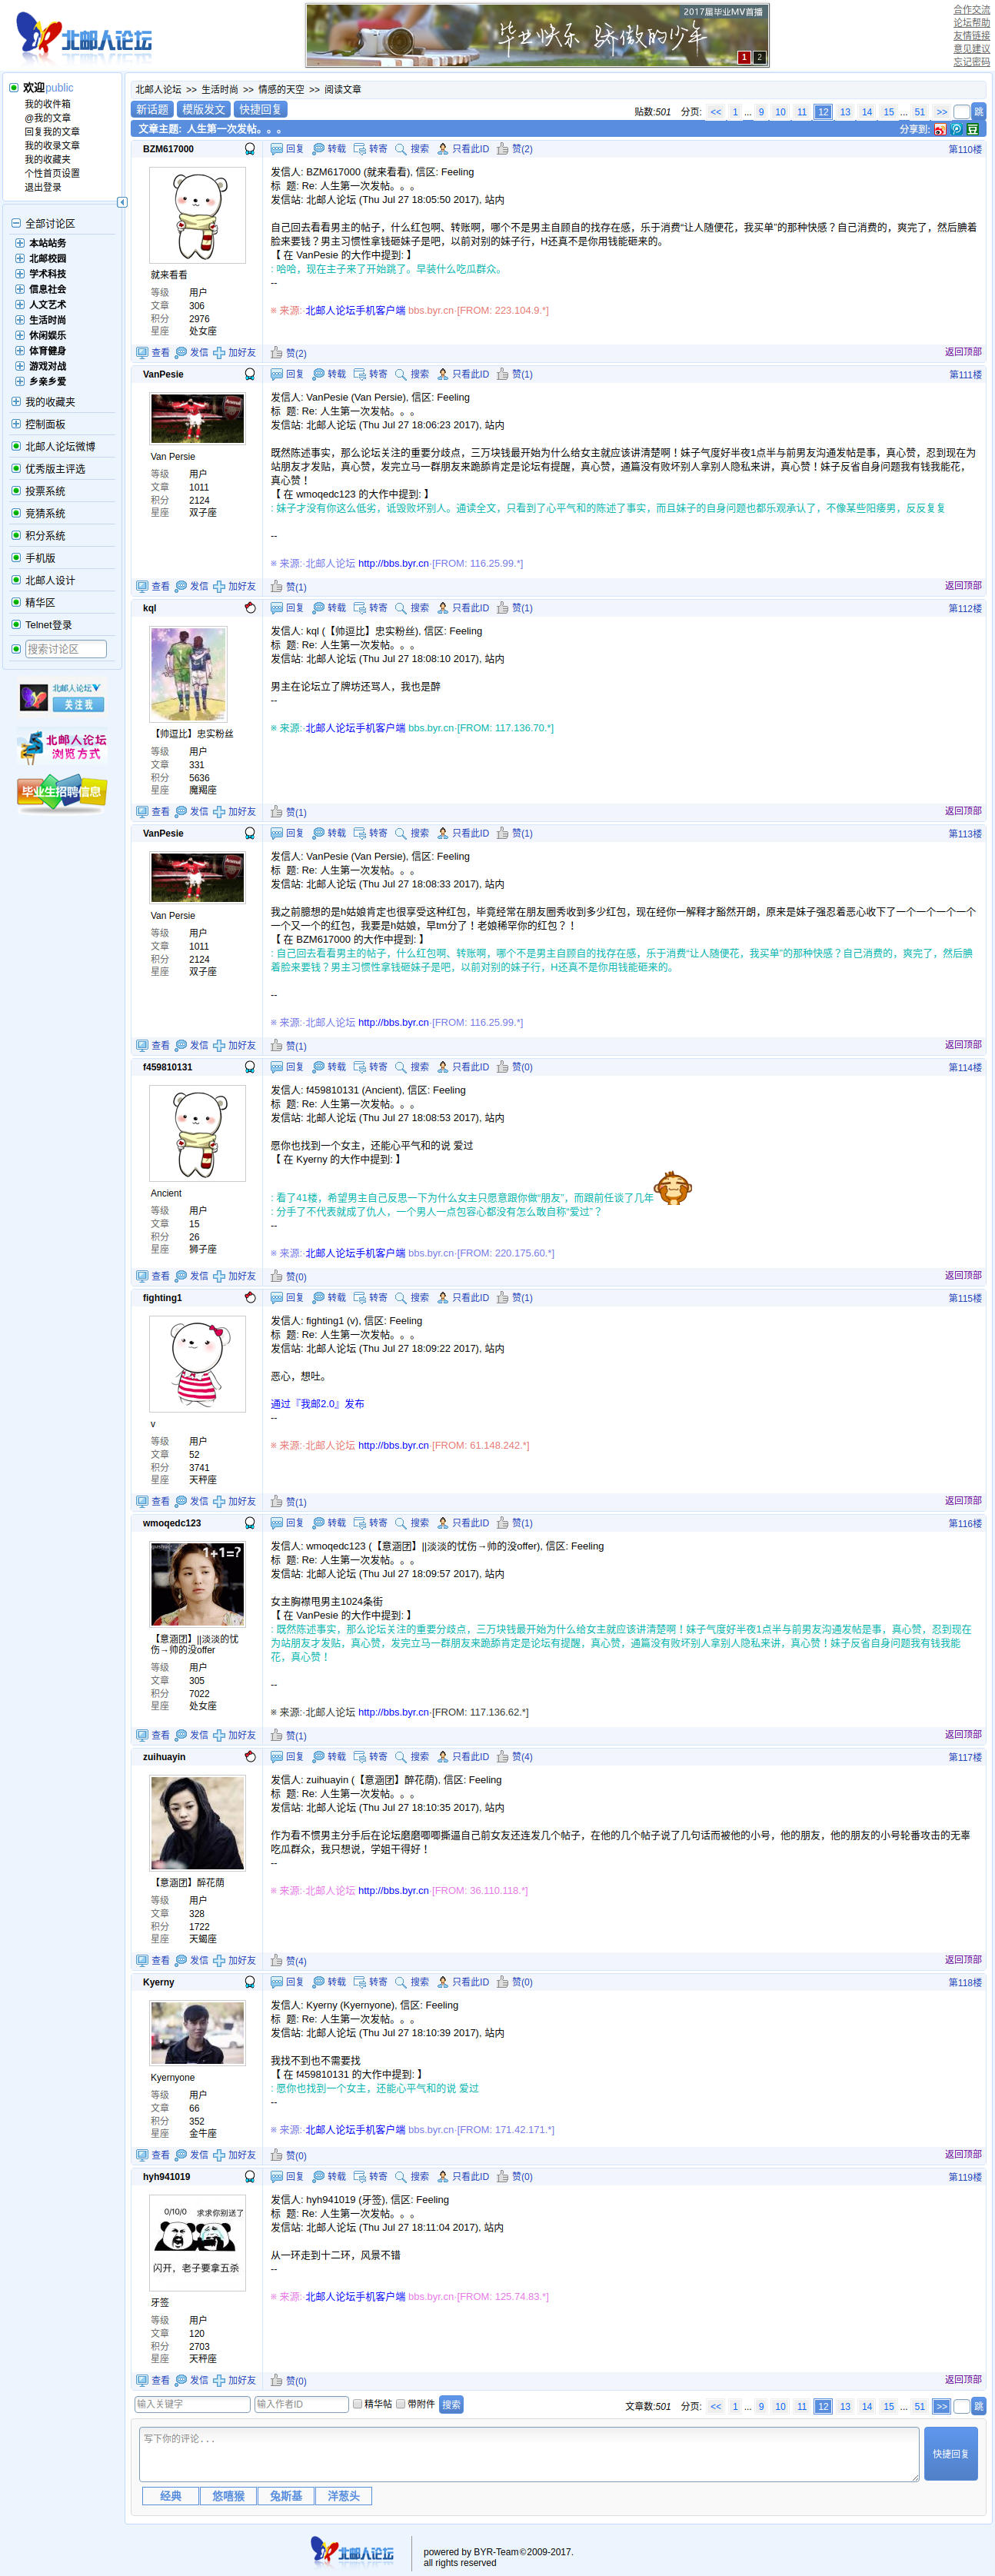 北邮人论坛
2017届毕业MV首播
毕业快乐 骄傲的少年
1 2
合作交流
论坛帮助
友情链接
意见建议
忘记密码
欢迎public
我的收件箱
@我的文章
回复我的文章
我的收录文章
我的收藏夹
个性首页设置
退出登录
全部讨论区
本站站务
北邮校园
学术科技
信息社会
人文艺术
生活时尚
休闲娱乐
体育健身
游戏对战
乡亲乡爱
我的收藏夹
控制面板
北邮人论坛微博
优秀版主评选
投票系统
竞猜系统
积分系统
手机版
北邮人设计
精华区
Telnet登录
搜索讨论区
北邮人论坛
关注我
北邮人论坛
浏览方式
毕业生招聘信息
北邮人论坛 >> 生活时尚 >> 情感的天空 >> 阅读文章
新话题 模版发文 快捷回复
贴数:501 分页: << 1 ... 9 10 11 12 13 14 15 ... 51 >> 跳
文章主题: 人生第一次发帖。。。
分享到: 豆
BZM617000
回复 转载 转寄 搜索 只看此ID 赞(2) 第110楼
就来看看
等级 用户
文章 306
积分 2976
星座 处女座
发信人: BZM617000 (就来看看), 信区: Feeling
标 题: Re: 人生第一次发帖。。。
发信站: 北邮人论坛 (Thu Jul 27 18:05:50 2017), 站内
自己回去看看男主的帖子，什么红包啊、转账啊，哪个不是男主自顾自的找存在感，乐于消费“让人随便花，我买单”的那种快感？自己消费的，爽完了，然后腆着
脸来要钱？男主习惯性拿钱砸妹子是吧，以前对别的妹子行，H还真不是你用钱能砸来的。
【 在 VanPesie 的大作中提到: 】
: 哈哈，现在主子来了开始跳了。早装什么吃瓜群众。
--
※ 来源:·北邮人论坛手机客户端 bbs.byr.cn·[FROM: 223.104.9.*]
查看 发信 加好友 赞(2) 返回顶部
VanPesie
回复 转载 转寄 搜索 只看此ID 赞(1) 第111楼
Van Persie
等级 用户
文章 1011
积分 2124
星座 双子座
发信人: VanPesie (Van Persie), 信区: Feeling
标 题: Re: 人生第一次发帖。。。
发信站: 北邮人论坛 (Thu Jul 27 18:06:23 2017), 站内
既然陈述事实，那么论坛关注的重要分歧点，三万块钱最开始为什么给女主就应该讲清楚啊！妹子气度好半夜1点半与前男友沟通发帖是事，真心赞，忍到现在为
站朋友才发贴，真心赞，发完立马一群朋友来跪舔肯定是论坛有提醒，真心赞，通篇没有败坏别人拿别人隐私来讲，真心赞！妹子反省自身问题我有钱我能花，
真心赞！
【 在 wmoqedc123 的大作中提到: 】
: 妹子才没有你这么低劣，诋毁败坏别人。通读全文，只看到了心平气和的陈述了事实，而且妹子的自身问题也都乐观承认了，不像某些阳痿男，反反复复
--
※ 来源:·北邮人论坛 http://bbs.byr.cn·[FROM: 116.25.99.*]
查看 发信 加好友 赞(1) 返回顶部
kql
回复 转载 转寄 搜索 只看此ID 赞(1) 第112楼
【帅逗比】忠实粉丝
等级 用户
文章 331
积分 5636
星座 魔羯座
发信人: kql (【帅逗比】忠实粉丝), 信区: Feeling
标 题: Re: 人生第一次发帖。。。
发信站: 北邮人论坛 (Thu Jul 27 18:08:10 2017), 站内
男主在论坛立了牌坊还骂人，我也是醉
--
※ 来源:·北邮人论坛手机客户端 bbs.byr.cn·[FROM: 117.136.70.*]
查看 发信 加好友 赞(1) 返回顶部
VanPesie
回复 转载 转寄 搜索 只看此ID 赞(1) 第113楼
Van Persie
等级 用户
文章 1011
积分 2124
星座 双子座
发信人: VanPesie (Van Persie), 信区: Feeling
标 题: Re: 人生第一次发帖。。。
发信站: 北邮人论坛 (Thu Jul 27 18:08:33 2017), 站内
我之前臆想的是h姑娘肯定也很享受这种红包，毕竟经常在朋友圈秀收到多少红包，现在经你一解释才豁然开朗，原来是妹子强忍着恶心收下了一个一个一个一个
一个又一个的红包，我要是h姑娘，早tm分了！老娘稀罕你的红包？！
【 在 BZM617000 的大作中提到: 】
: 自己回去看看男主的帖子，什么红包啊、转账啊，哪个不是男主自顾自的找存在感，乐于消费“让人随便花，我买单”的那种快感？自己消费的，爽完了，然后腆
着脸来要钱？男主习惯性拿钱砸妹子是吧，以前对别的妹子行，H还真不是你用钱能砸来的。
--
※ 来源:·北邮人论坛 http://bbs.byr.cn·[FROM: 116.25.99.*]
查看 发信 加好友 赞(1) 返回顶部
f459810131
回复 转载 转寄 搜索 只看此ID 赞(0) 第114楼
Ancient
等级 用户
文章 15
积分 26
星座 狮子座
发信人: f459810131 (Ancient), 信区: Feeling
标 题: Re: 人生第一次发帖。。。
发信站: 北邮人论坛 (Thu Jul 27 18:08:53 2017), 站内
愿你也找到一个女主，还能心平气和的说 爱过
【 在 Kyerny 的大作中提到: 】
: 看了41楼，希望男主自己反思一下为什么女主只愿意跟你做“朋友”，而跟前任谈了几年
: 分手了不代表就成了仇人，一个男人一点包容心都没有怎么敢自称“爱过”？
--
※ 来源:·北邮人论坛手机客户端 bbs.byr.cn·[FROM: 220.175.60.*]
查看 发信 加好友 赞(0) 返回顶部
fighting1
回复 转载 转寄 搜索 只看此ID 赞(1) 第115楼
v
等级 用户
文章 52
积分 3741
星座 天秤座
发信人: fighting1 (v), 信区: Feeling
标 题: Re: 人生第一次发帖。。。
发信站: 北邮人论坛 (Thu Jul 27 18:09:22 2017), 站内
恶心，想吐。
通过『我邮2.0』发布
--
※ 来源:·北邮人论坛 http://bbs.byr.cn·[FROM: 61.148.242.*]
查看 发信 加好友 赞(1) 返回顶部
wmoqedc123
回复 转载 转寄 搜索 只看此ID 赞(1) 第116楼
1+1=?
【意涵团】||淡淡的忧
伤→帅的没offer
等级 用户
文章 305
积分 7022
星座 处女座
发信人: wmoqedc123 (【意涵团】||淡淡的忧伤→帅的没offer), 信区: Feeling
标 题: Re: 人生第一次发帖。。。
发信站: 北邮人论坛 (Thu Jul 27 18:09:57 2017), 站内
女主胸襟甩男主1024条街
【 在 VanPesie 的大作中提到: 】
: 既然陈述事实，那么论坛关注的重要分歧点，三万块钱最开始为什么给女主就应该讲清楚啊！妹子气度好半夜1点半与前男友沟通发帖是事，真心赞，忍到现在
为站朋友才发贴，真心赞，发完立马一群朋友来跪舔肯定是论坛有提醒，真心赞，通篇没有败坏别人拿别人隐私来讲，真心赞！妹子反省自身问题我有钱我能
花，真心赞！
--
※ 来源:·北邮人论坛 http://bbs.byr.cn·[FROM: 117.136.62.*]
查看 发信 加好友 赞(1) 返回顶部
zuihuayin
回复 转载 转寄 搜索 只看此ID 赞(4) 第117楼
【意涵团】醉花荫
等级 用户
文章 328
积分 1722
星座 天蝎座
发信人: zuihuayin (【意涵团】醉花荫), 信区: Feeling
标 题: Re: 人生第一次发帖。。。
发信站: 北邮人论坛 (Thu Jul 27 18:10:35 2017), 站内
作为看不惯男主分手后在论坛磨磨唧唧撕逼自己前女友还连发几个帖子，在他的几个帖子说了几句话而被他的小号，他的朋友，他的朋友的小号轮番攻击的无辜
吃瓜群众，我只想说，学姐干得好！
--
※ 来源:·北邮人论坛 http://bbs.byr.cn·[FROM: 36.110.118.*]
查看 发信 加好友 赞(4) 返回顶部
Kyerny
回复 转载 转寄 搜索 只看此ID 赞(0) 第118楼
Kyernyone
等级 用户
文章 66
积分 352
星座 金牛座
发信人: Kyerny (Kyernyone), 信区: Feeling
标 题: Re: 人生第一次发帖。。。
发信站: 北邮人论坛 (Thu Jul 27 18:10:39 2017), 站内
我找不到也不需要找
【 在 f459810131 的大作中提到: 】
: 愿你也找到一个女主，还能心平气和的说 爱过
--
※ 来源:·北邮人论坛手机客户端 bbs.byr.cn·[FROM: 171.42.171.*]
查看 发信 加好友 赞(0) 返回顶部
hyh941019
回复 转载 转寄 搜索 只看此ID 赞(0) 第119楼
0/10/0 求求你别送了
闪开，老子要拿五杀
牙签
等级 用户
文章 120
积分 2703
星座 天秤座
发信人: hyh941019 (牙签), 信区: Feeling
标 题: Re: 人生第一次发帖。。。
发信站: 北邮人论坛 (Thu Jul 27 18:11:04 2017), 站内
从一环走到十二环，风景不错
--
※ 来源:·北邮人论坛手机客户端 bbs.byr.cn·[FROM: 125.74.83.*]
查看 发信 加好友 赞(0) 返回顶部
输入关键字 输入作者ID 精华帖 带附件 搜索
文章数:501 分页: << 1 ... 9 10 11 12 13 14 15 ... 51 >> 跳
写下你的评论...
快捷回复
经典 悠嘻猴 兔斯基 洋葱头
北邮人论坛
powered by BYR-Team©2009-2017.
all rights reserved